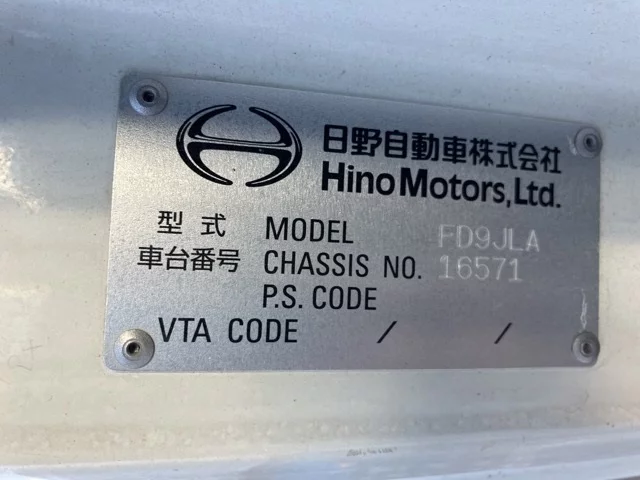 日野自動車株式会社
Hino Motors, Ltd.
型式 MODEL FD9JLA
車台番号 CHASSIS NO. 16571
P.S. CODE
VTA CODE / /